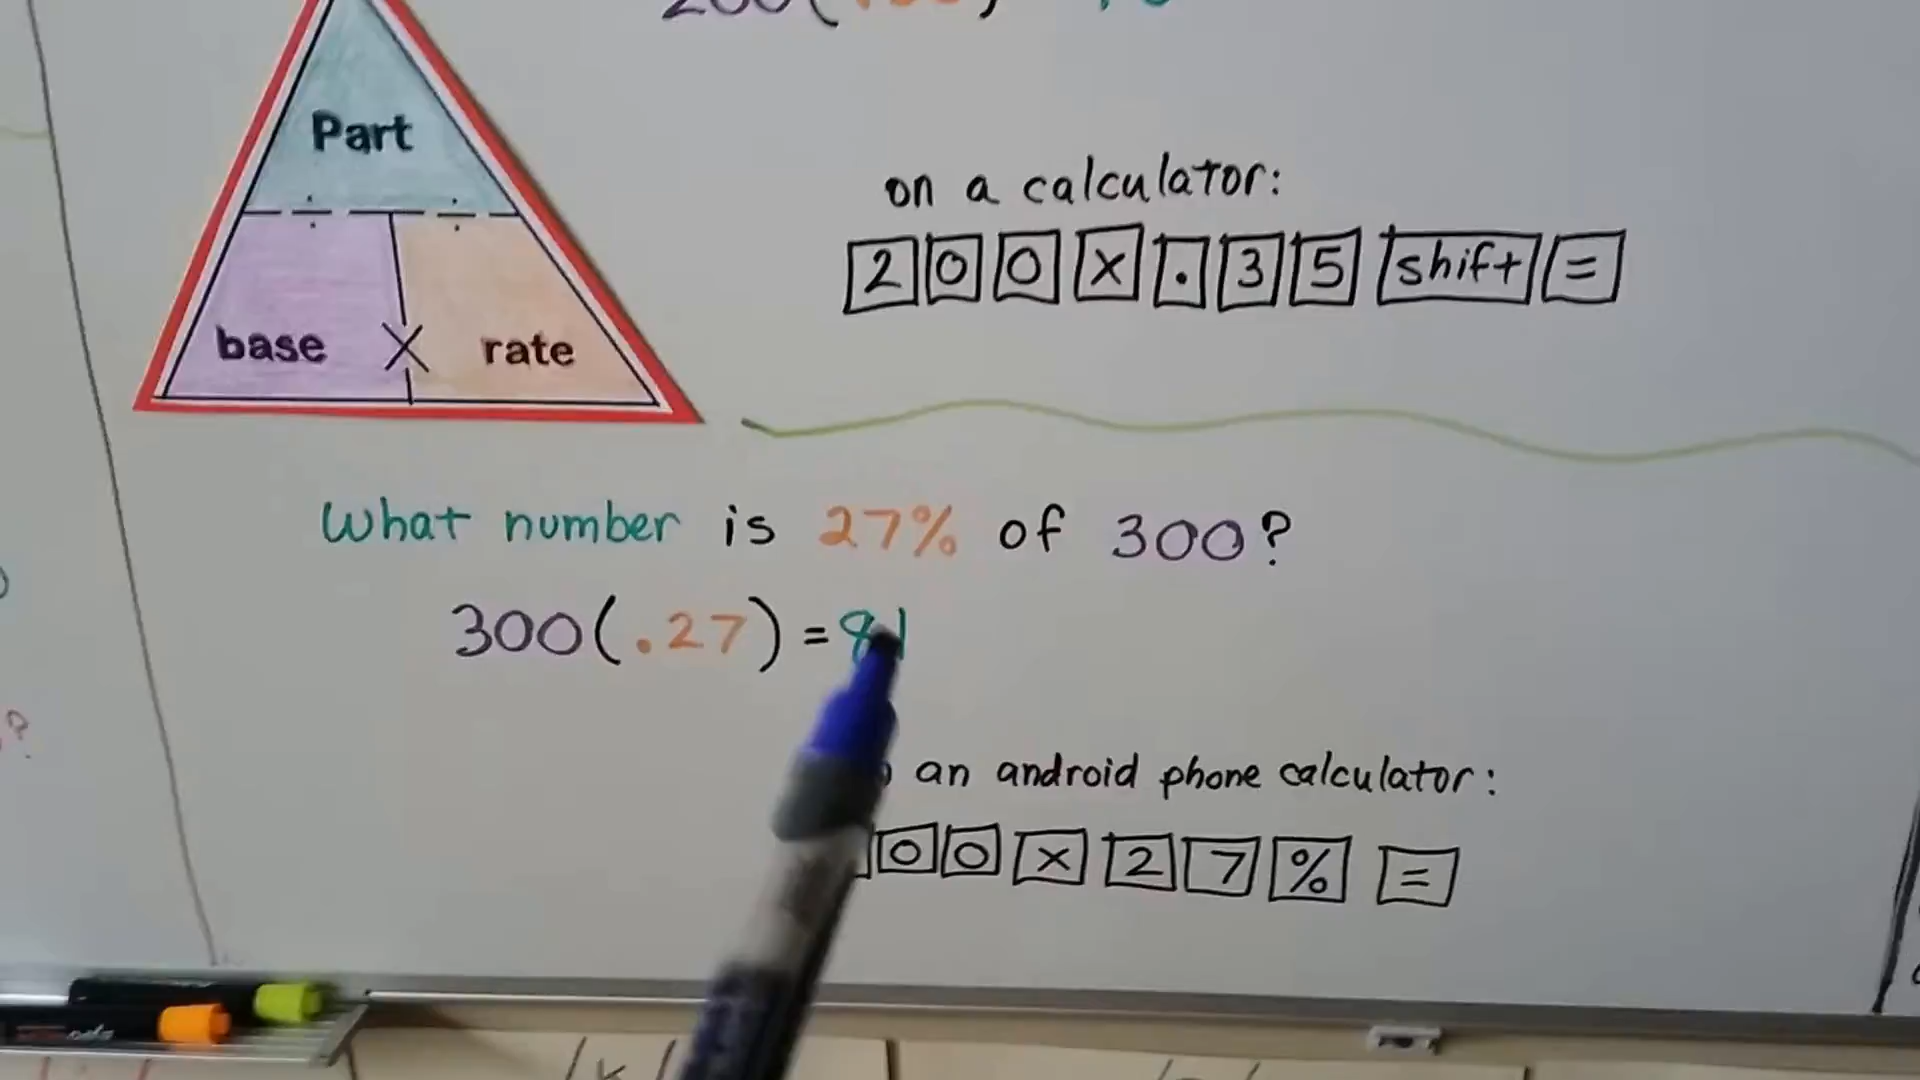 Part
base × rate
on a calculator:
2 0 0 × . 3 5 shift =
What number is 27% of 300?
300(.27) = 81
an android phone calculator:
0 0 × 2 7 % =